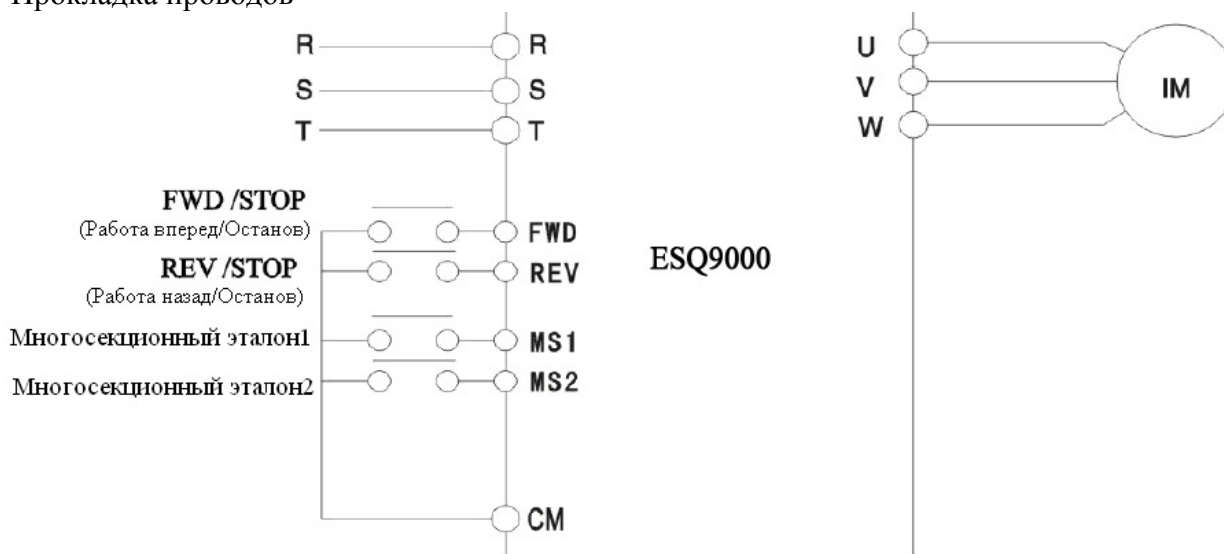 Прокладка проводов
R R U
S S V IM
T T W
FWD /STOP
(Работа вперед/Останов) FWD
ESQ9000
REV /STOP REV
(Работа назад/Останов)
Многосекционный эталон1 MS1
Многосекционный эталон2 MS2
CM